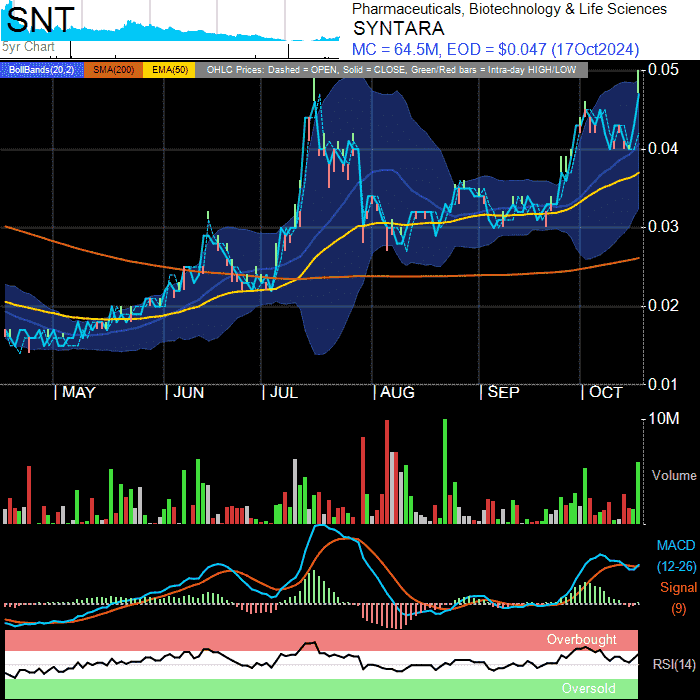 SNT
5yr Chart
Pharmaceuticals, Biotechnology & Life Sciences
SYNTARA
MC = 64.5M, EOD = $0.047 (17Oct2024)
BollBands(20,2) SMA(200) EMA(50) OHLC Prices: Dashed = OPEN, Solid = CLOSE, Green/Red bars = Intra-day HIGH/LOW
0.05
0.04
0.03
0.02
0.01
MAY JUN JUL AUG SEP OCT
10M
Volume
MACD
(12-26)
Signal
(9)
Overbought
RSI(14)
Oversold